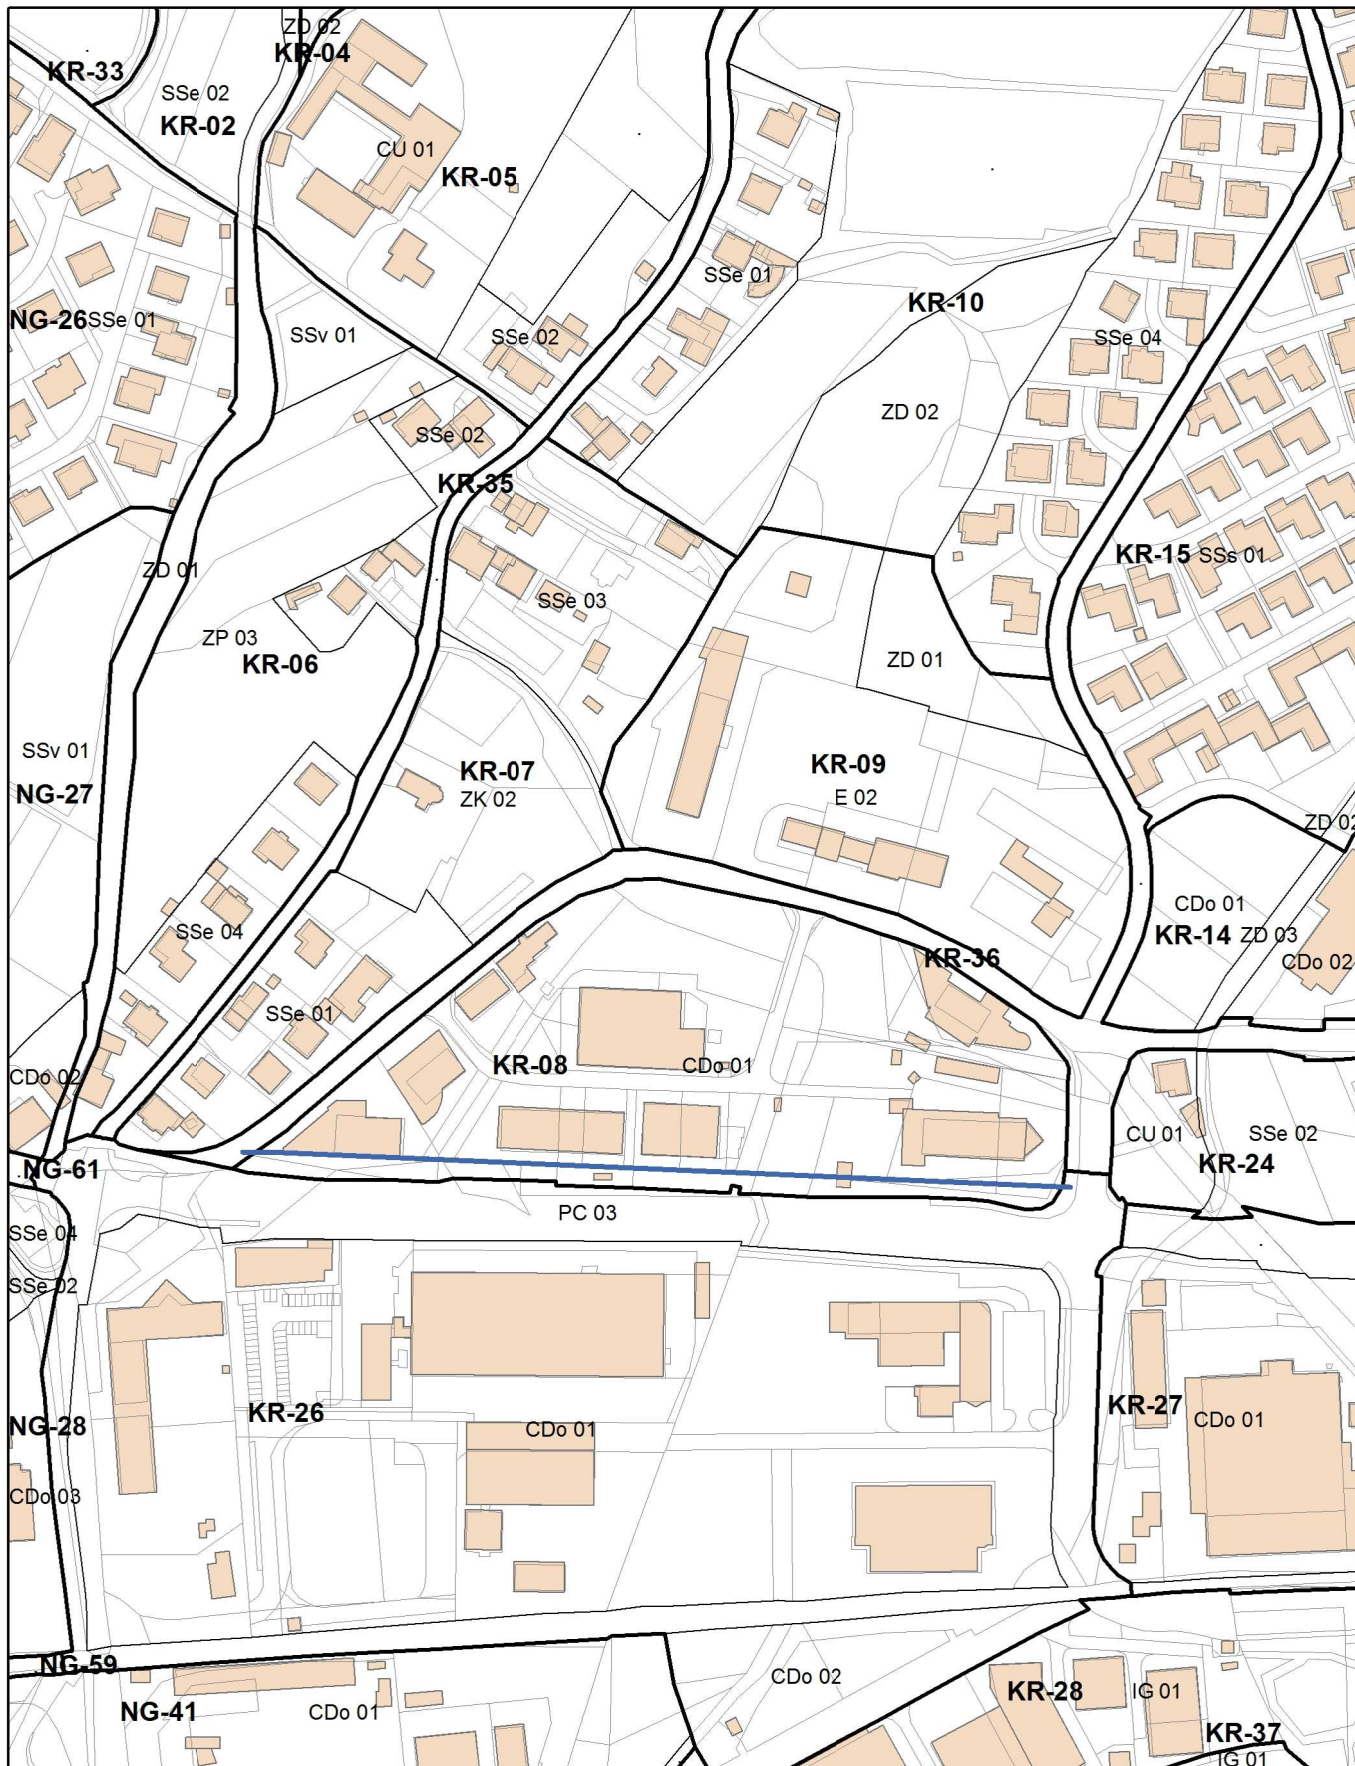 ZD 02
KR-04
KR-33
SSe 02
KR-02
CU 01
KR-05
SSe 01
KR-10
NG-26
SSe 01
SSv 01
SSe 02
SSe 04
ZD 02
SSe 02
KR-35
KR-15
SSs 01
ZD 01
SSe 03
ZP 03
KR-06
ZD 01
SSv 01
NG-27
KR-07
ZK 02
KR-09
E 02
ZD 02
CDo 01
KR-14
ZD 03
CDo 02
SSe 04
KR-36
SSe 01
KR-08
CDo 01
CDo 02
CU 01
SSe 02
KR-24
NG-61
PC 03
SSe 04
SSe 02
KR-26
KR-27
CDo 01
NG-28
CDo 01
CDo 03
NG-59
CDo 02
KR-28
IG 01
NG-41
CDo 01
KR-37
IG 01